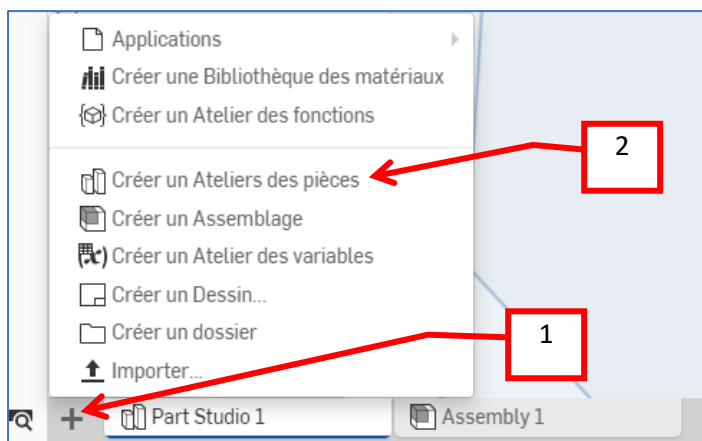 Applications
Créer une Bibliothèque des matériaux
Créer un Atelier des fonctions
2
Créer un Ateliers des pièces
Créer un Assemblage
Créer un Atelier des variables
Créer un Dessin...
Créer un dossier
1
Importer...
Part Studio 1
Assembly 1